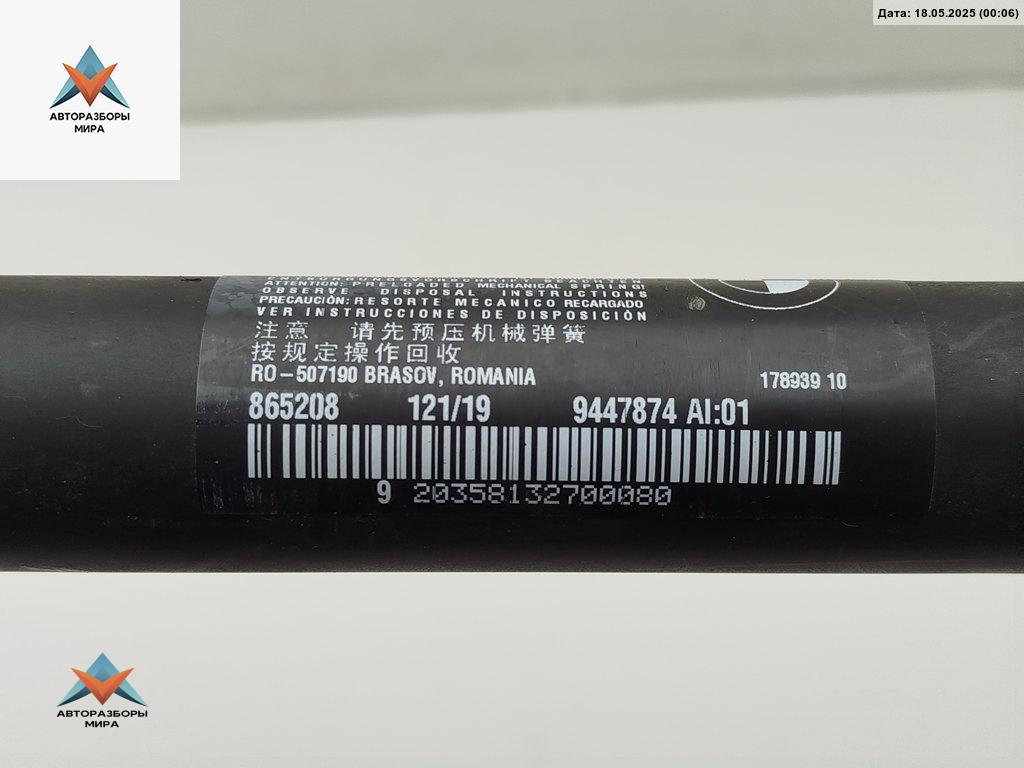 Дата: 18.05.2025 (00:06)
АВТОРАЗБОРЫ
МИРА
ATTENTION: PRELOADED MECHANICAL SPRING!
OBSERVE DISPOSAL INSTRUCTIONS
PRECAUCIÓN: RESORTE MECANICO RECARGADO
VER INSTRUCCIONES DE DISPOSICIÓN
注意 请先预压机械弹簧
按规定操作回收
RO-507190 BRASOV, ROMANIA
178939 10
865208 121/19 9447874 AI:01
9 20358132700080
АВТОРАЗБОРЫ
МИРА